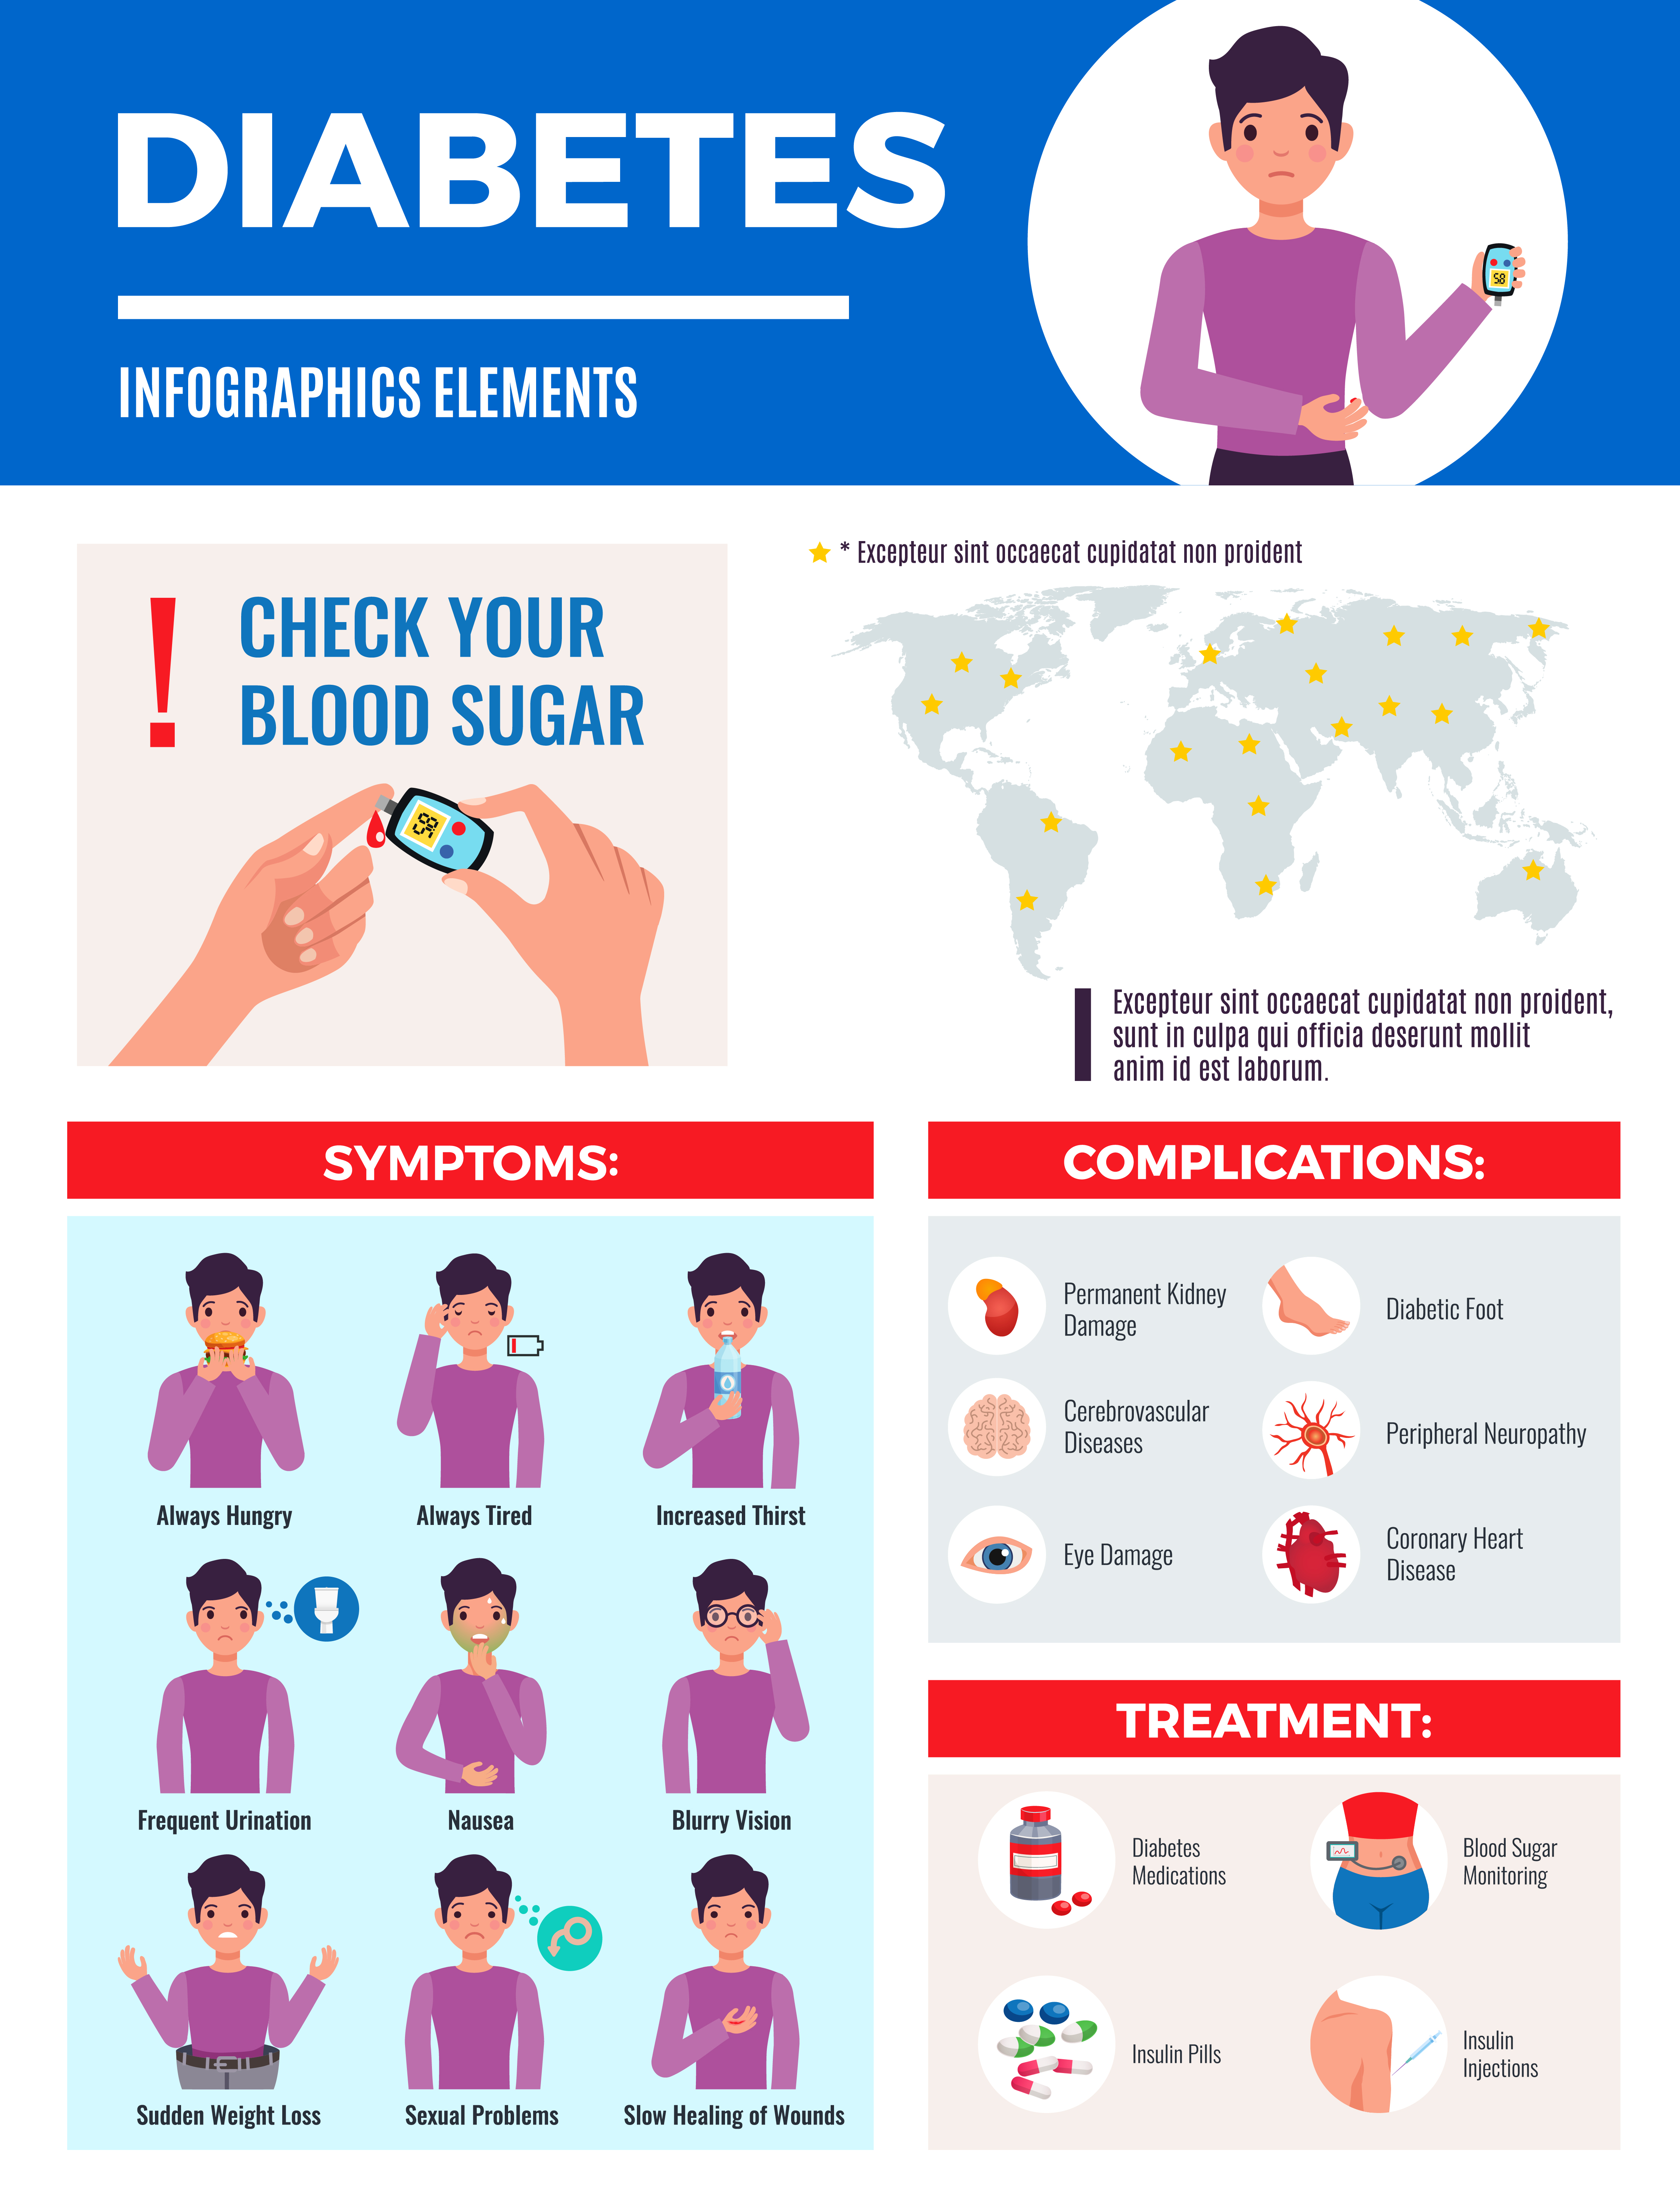 DIABETES
INFOGRAPHICS ELEMENTS
58
!
CHECK YOUR
BLOOD SUGAR
* Excepteur sint occaecat cupidatat non proident
Excepteur sint occaecat cupidatat non proident,
sunt in culpa qui officia deserunt mollit
anim id est laborum.
SYMPTOMS:
Always Hungry
Always Tired
Increased Thirst
Frequent Urination
Nausea
Blurry Vision
Sudden Weight Loss
Sexual Problems
Slow Healing of Wounds
COMPLICATIONS:
Permanent Kidney
Damage
Diabetic Foot
Cerebrovascular
Diseases
Peripheral Neuropathy
Eye Damage
Coronary Heart
Disease
TREATMENT:
Diabetes
Medications
Blood Sugar
Monitoring
Insulin Pills
Insulin
Injections